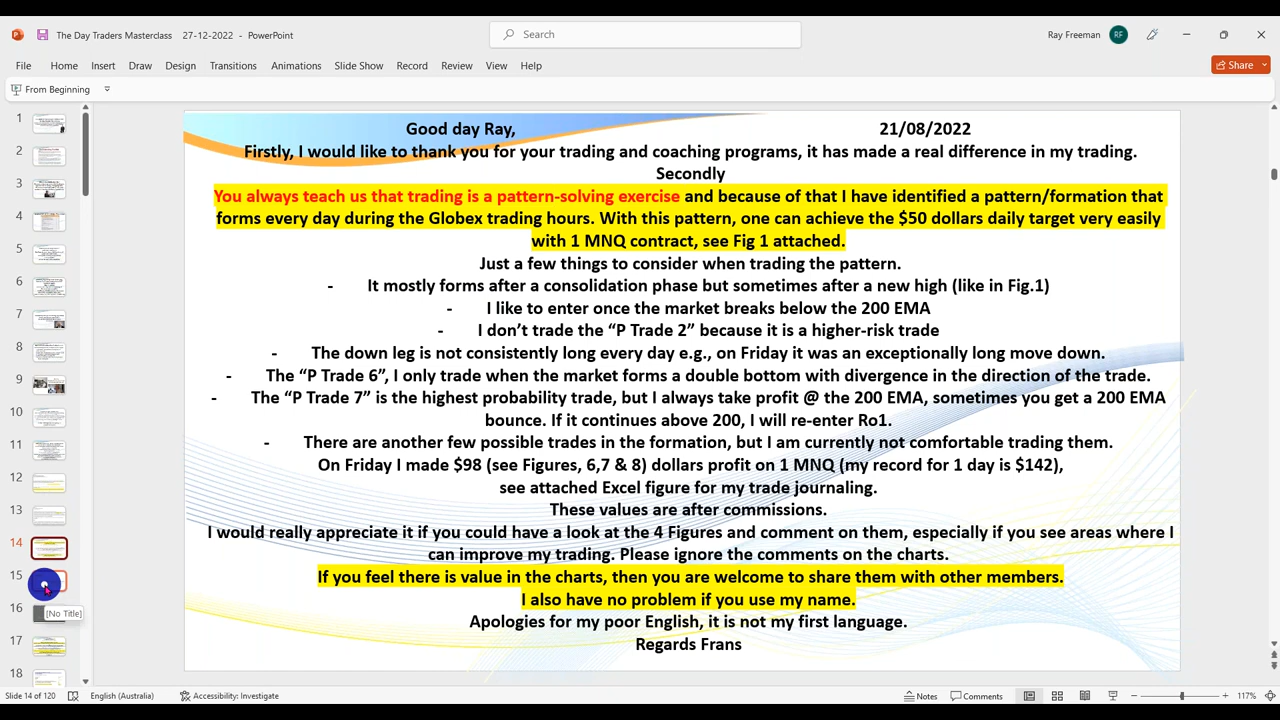 The Day Traders Masterclass 27-12-2022 - PowerPoint
Search
Ray Freeman
RF
File Home Insert Draw Design Transitions Animations Slide Show Record Review View Help
Share
From Beginning
1
2
3
4
5
6
7
8
9
10
11
12
13
14
15
16
17
18
[No Title]
Good day Ray, 21/08/2022
Firstly, I would like to thank you for your trading and coaching programs, it has made a real difference in my trading.
Secondly
You always teach us that trading is a pattern-solving exercise and because of that I have identified a pattern/formation that
forms every day during the Globex trading hours. With this pattern, one can achieve the $50 dollars daily target very easily
with 1 MNQ contract, see Fig 1 attached.
Just a few things to consider when trading the pattern.
- It mostly forms after a consolidation phase but sometimes after a new high (like in Fig.1)
- I like to enter once the market breaks below the 200 EMA
- I don't trade the "P Trade 2" because it is a higher-risk trade
- The down leg is not consistently long every day e.g., on Friday it was an exceptionally long move down.
- The "P Trade 6", I only trade when the market forms a double bottom with divergence in the direction of the trade.
- The "P Trade 7" is the highest probability trade, but I always take profit @ the 200 EMA, sometimes you get a 200 EMA
bounce. If it continues above 200, I will re-enter Ro1.
- There are another few possible trades in the formation, but I am currently not comfortable trading them.
On Friday I made $98 (see Figures, 6,7 & 8) dollars profit on 1 MNQ (my record for 1 day is $142),
see attached Excel figure for my trade journaling.
These values are after commissions.
I would really appreciate it if you could have a look at the 4 Figures and comment on them, especially if you see areas where I
can improve my trading. Please ignore the comments on the charts.
If you feel there is value in the charts, then you are welcome to share them with other members.
I also have no problem if you use my name.
Apologies for my poor English, it is not my first language.
Regards Frans
Slide 14 of 120 English (Australia) Accessibility: Investigate Notes Comments 117%